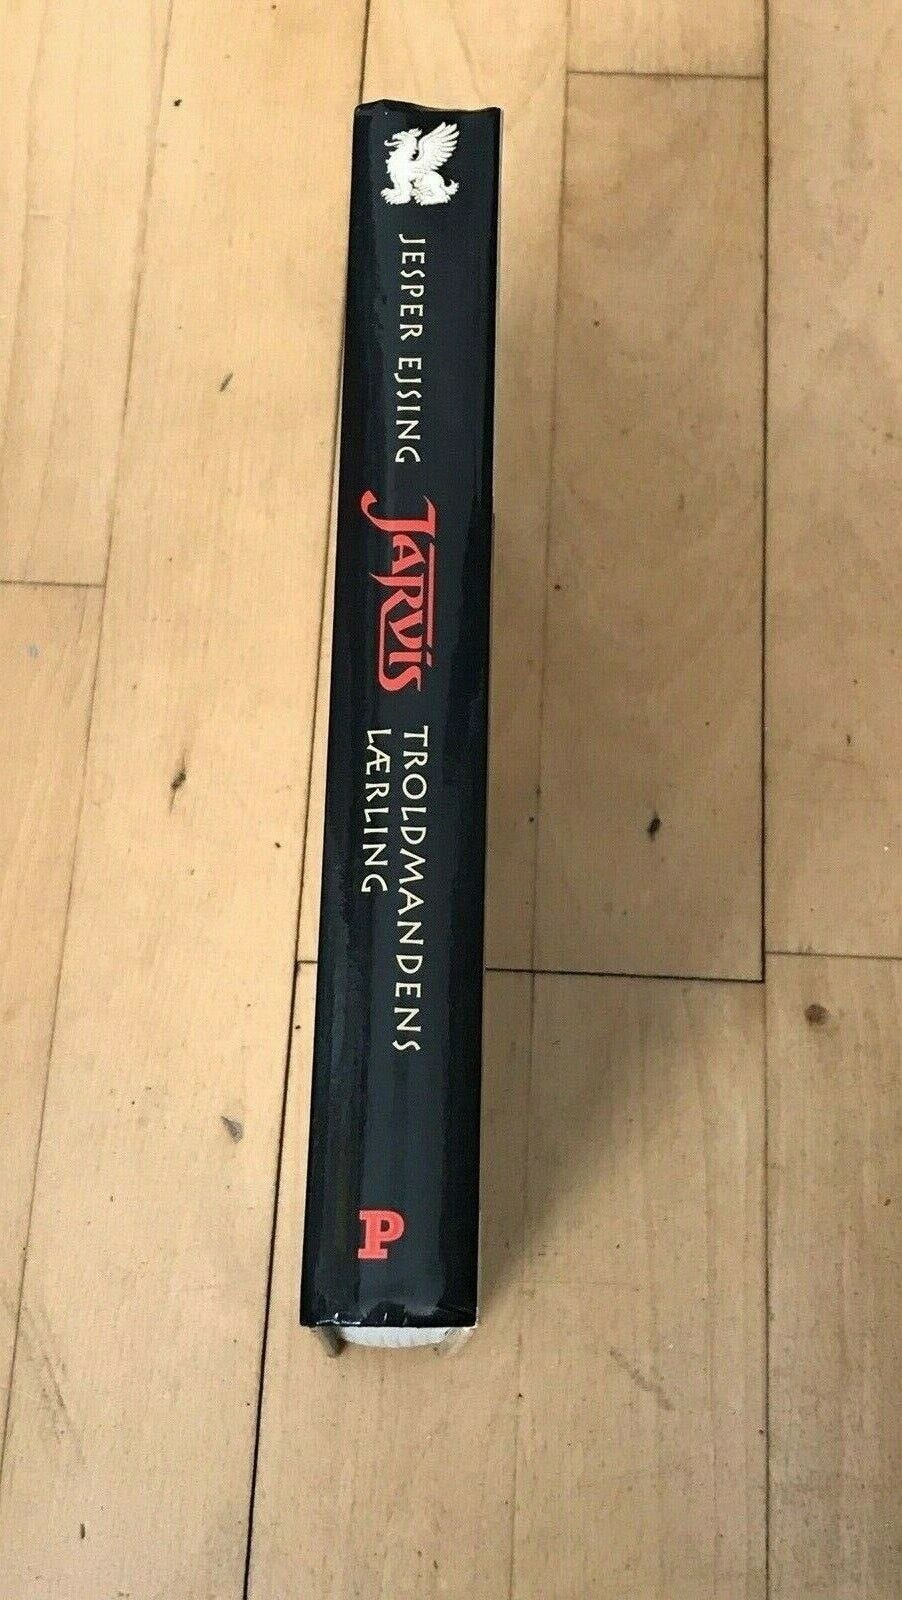 JESPER EJSING
JARVIS
TROLDMANDENS
LÆRLING
P